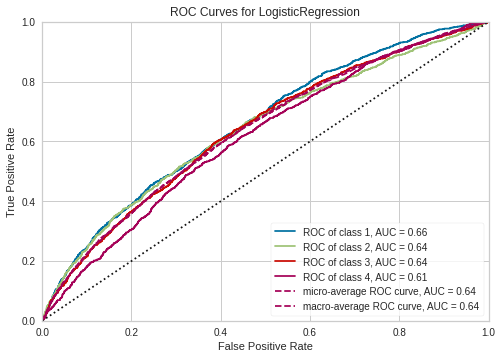 ROC Curves for LogisticRegression
True Positive Rate
1.0
0.8
0.6
0.4
0.2
0.0
ROC of class 1, AUC = 0.66
ROC of class 2, AUC = 0.64
ROC of class 3, AUC = 0.64
ROC of class 4, AUC = 0.61
micro-average ROC curve, AUC = 0.64
macro-average ROC curve, AUC = 0.64
0.0 0.2 0.4 0.6 0.8 1.0
False Positive Rate